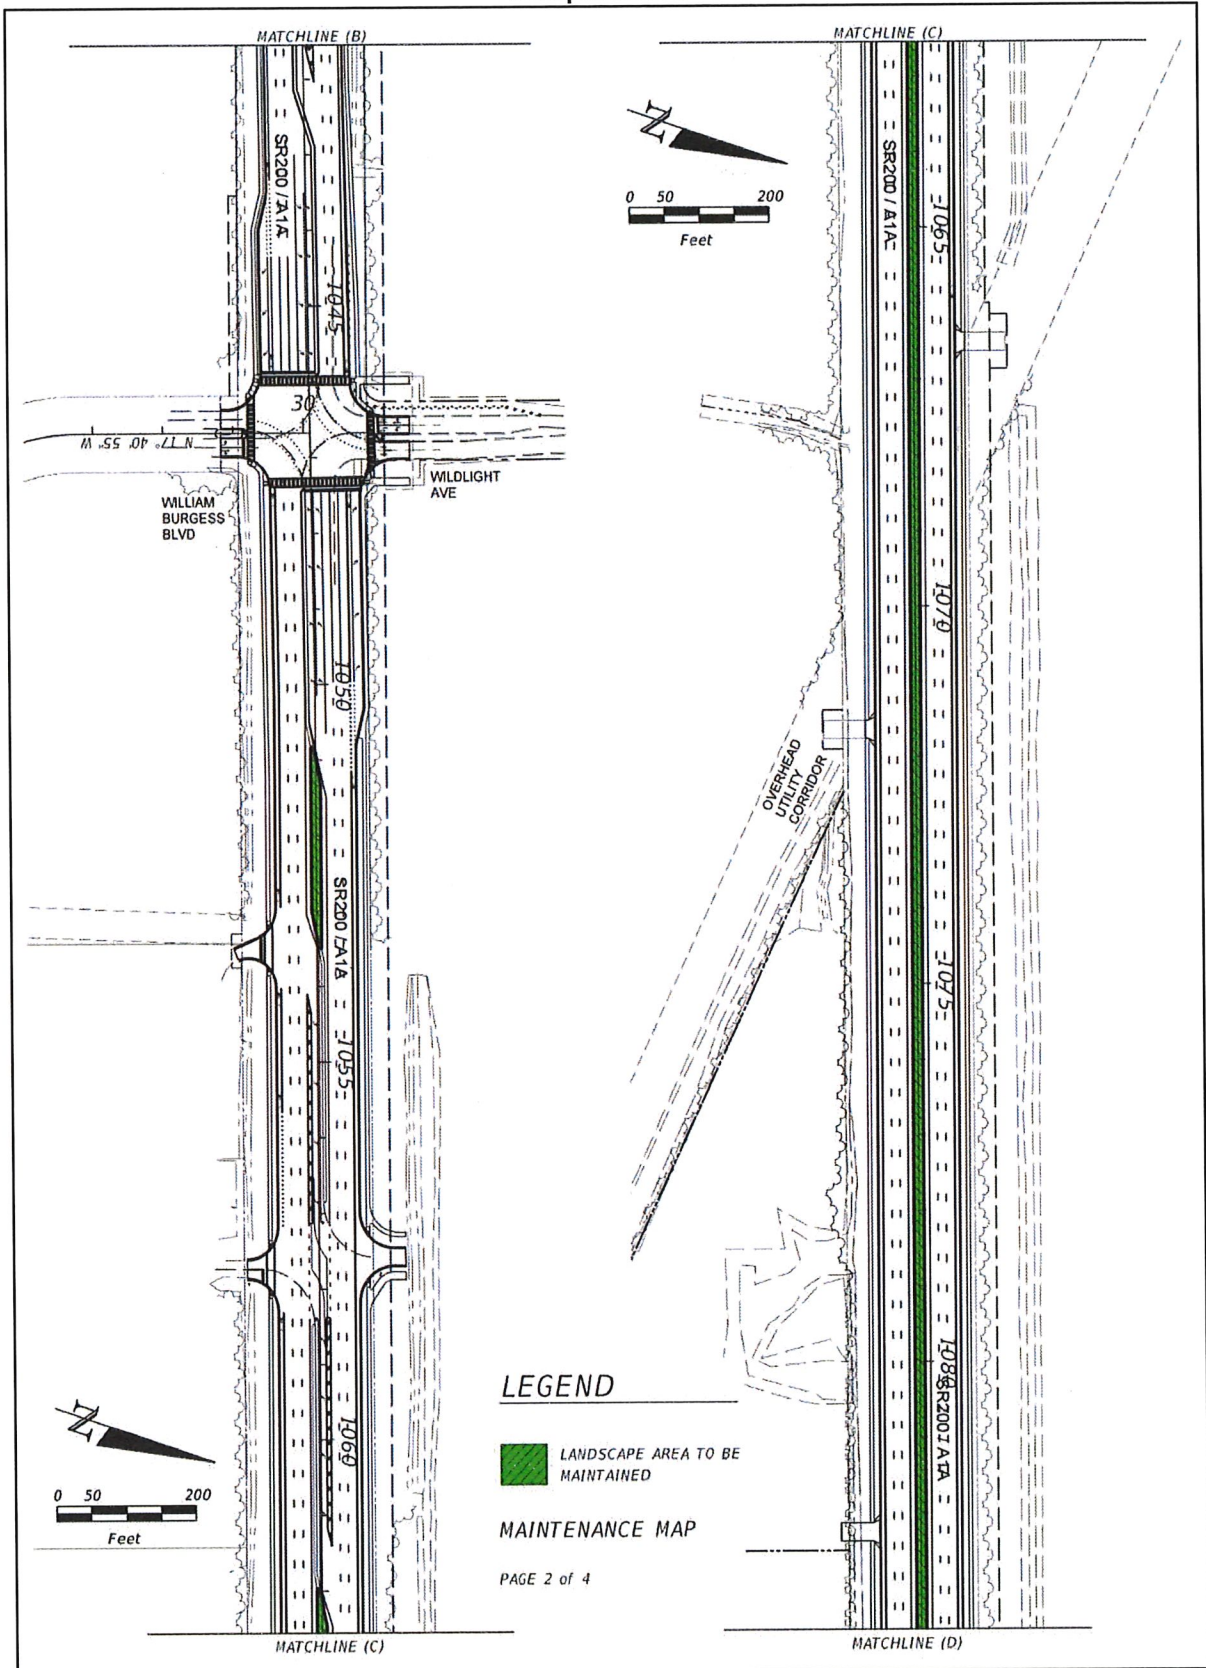 MATCHLINE (B)
SR200 / A1A
1045
30
N 17° 40' 55" W
WILLIAM
BURGESS
BLVD
WILDLIGHT
AVE
1050
SR200 / A1A
1055
1060
N
0 50 200
Feet
MATCHLINE (C)
MATCHLINE (C)
N
0 50 200
Feet
SR200 / A1A
1065
1070
OVERHEAD
UTILITY
CORRIDOR
1075
1080
SR200 / A1A
MATCHLINE (D)
LEGEND
LANDSCAPE AREA TO BE
MAINTAINED
MAINTENANCE MAP
PAGE 2 of 4